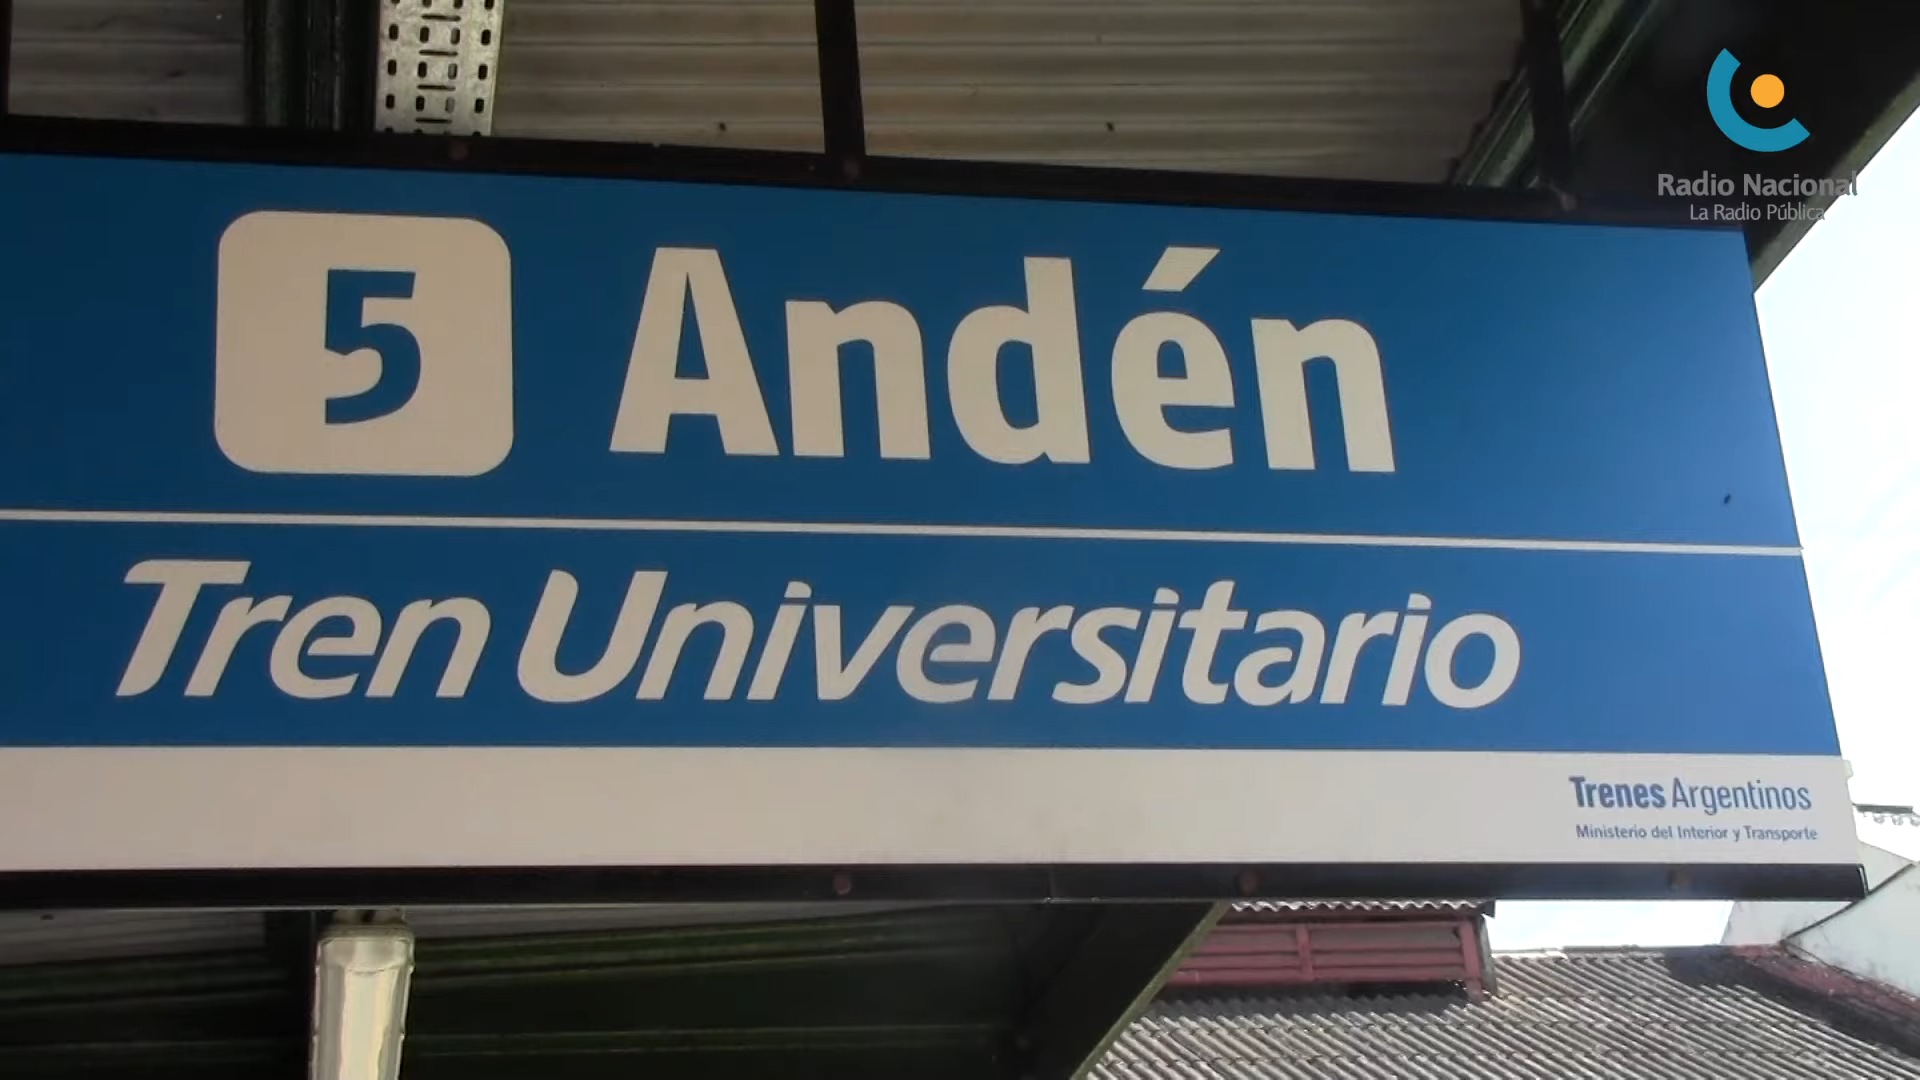 Radio Nacional
La Radio Pública
5 Andén
Tren Universitario
Trenes Argentinos
Ministerio del Interior y Transporte